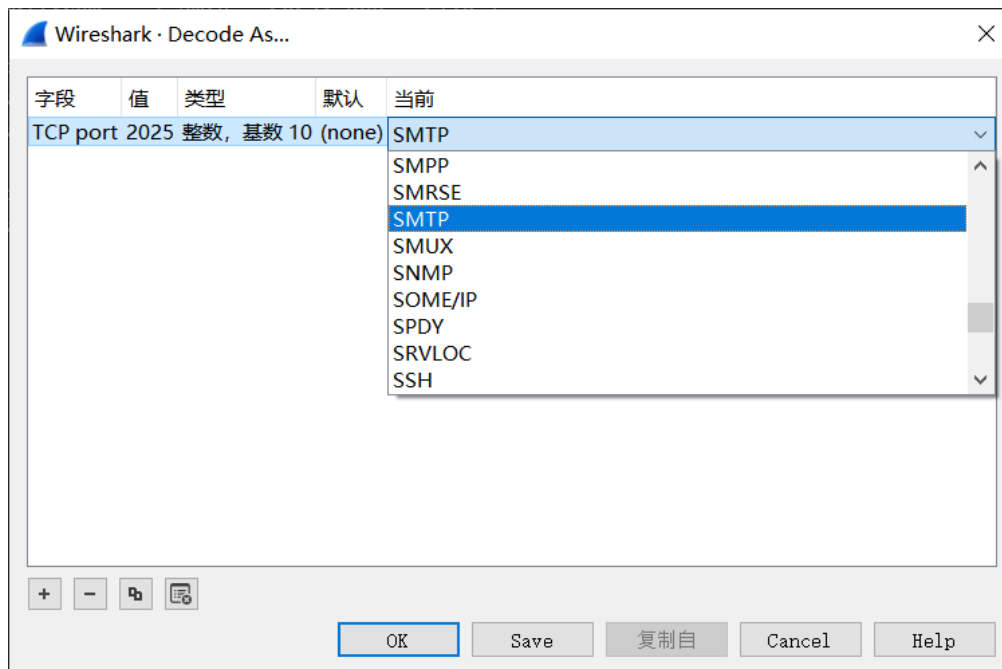 Wireshark · Decode As...
字段 值 类型 默认 当前
TCP port 2025 整数，基数 10 (none) SMTP
SMPP
SMRSE
SMTP
SMUX
SNMP
SOME/IP
SPDY
SRVLOC
SSH
OK Save 复制自 Cancel Help